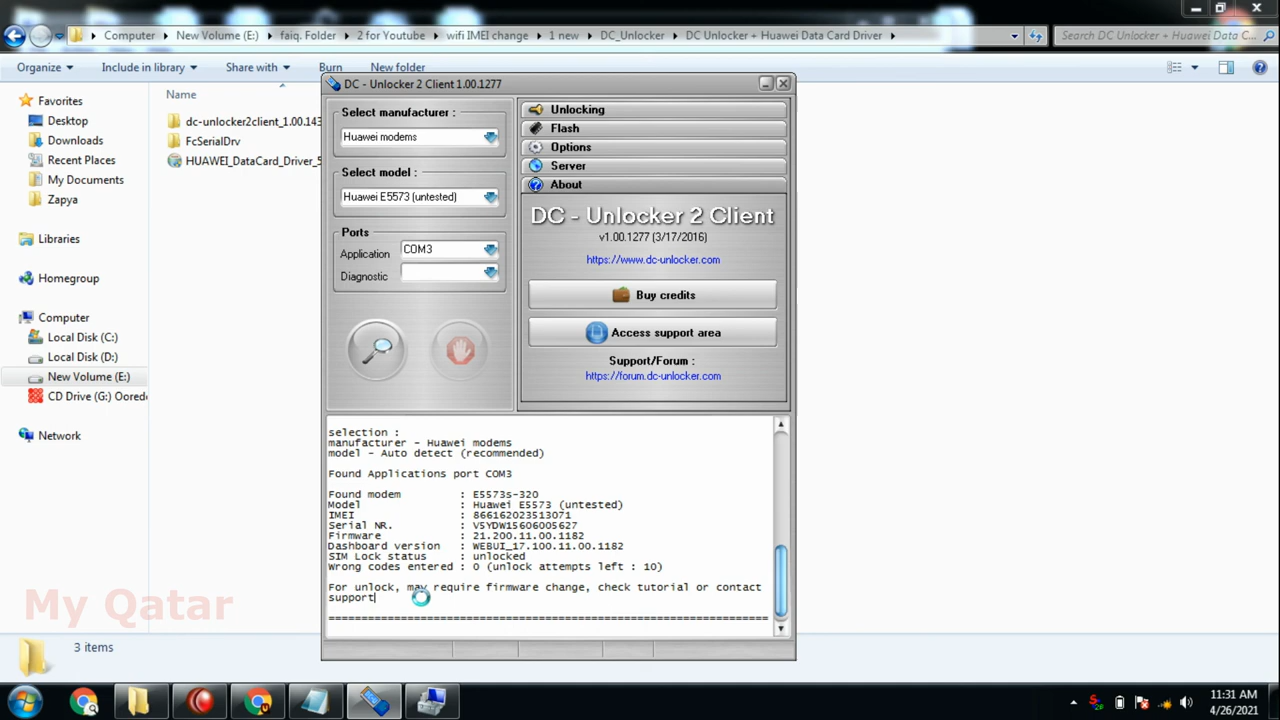 Computer ▸ New Volume (E:) ▸ faiq. Folder ▸ 2 for Youtube ▸ wifi IMEI change ▸ 1 new ▸ DC_Unlocker ▸ DC Unlocker + Huawei Data Card Driver ▸
Search DC Unlocker + Huawei Data C...
Organize Include in library Share with Burn New folder
Favorites
Desktop
Downloads
Recent Places
My Documents
Zapya
Libraries
Homegroup
Computer
Local Disk (C:)
Local Disk (D:)
New Volume (E:)
CD Drive (G:) Oored
Network
Name
dc-unlocker2client_1.00.143
FcSerialDrv
HUAWEI_DataCard_Driver_5
DC - Unlocker 2 Client 1.00.1277
Select manufacturer :
Huawei modems
Select model :
Huawei E5573 (untested)
Ports
Application COM3
Diagnostic
Unlocking
Flash
Options
Server
About
DC - Unlocker 2 Client
v1.00.1277 (3/17/2016)
https://www.dc-unlocker.com
Buy credits
Access support area
Support/Forum :
https://forum.dc-unlocker.com
selection :
manufacturer - Huawei modems
model - Auto detect (recommended)
Found Applications port COM3
Found modem : E5573s-320
Model : Huawei E5573 (untested)
IMEI : 866162023513071
Serial NR. : V5YDW15606005627
Firmware : 21.200.11.00.1182
Dashboard version : WEBUI_17.100.11.00.1182
SIM Lock status : unlocked
Wrong codes entered : 0 (unlock attempts left : 10)
For unlock, may require firmware change, check tutorial or contact
support
===================================================================
My Qatar
3 items
11:31 AM
4/26/2021